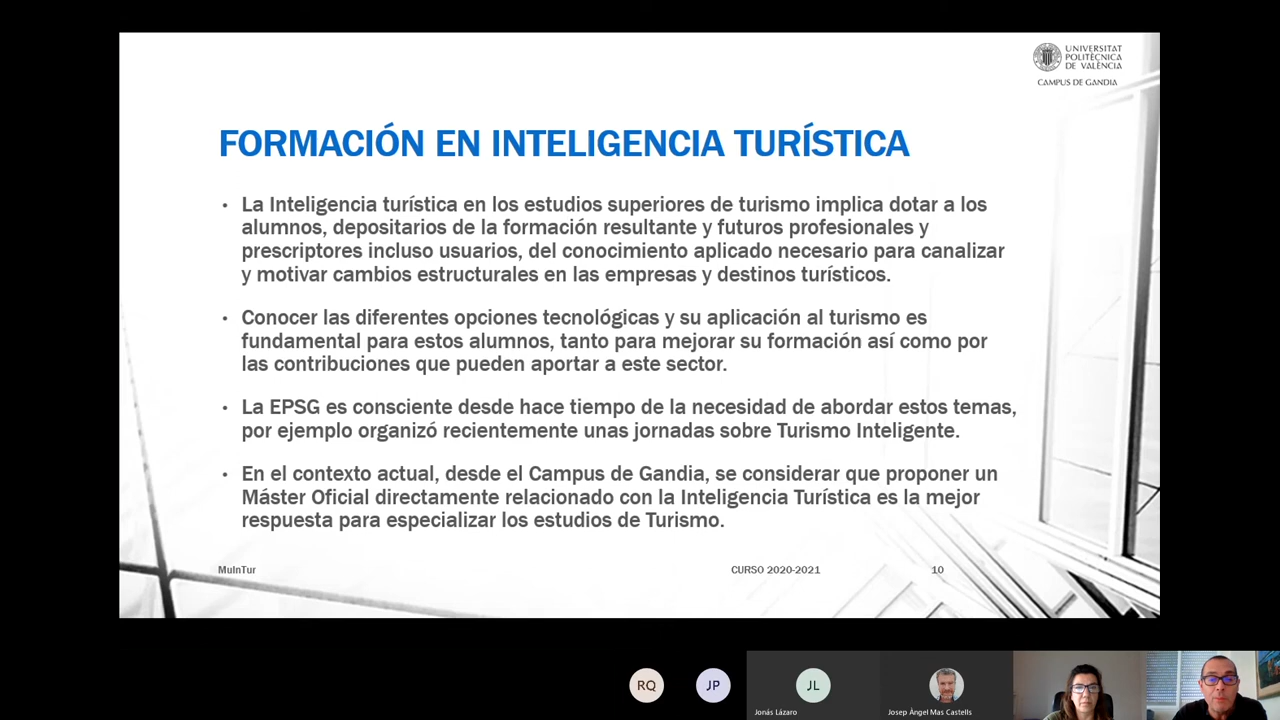 UNIVERSITAT
POLITÈCNICA
DE VALÈNCIA
CAMPUS DE GANDIA
FORMACIÓN EN INTELIGENCIA TURÍSTICA
• La Inteligencia turística en los estudios superiores de turismo implica dotar a los
alumnos, depositarios de la formación resultante y futuros profesionales y
prescriptores incluso usuarios, del conocimiento aplicado necesario para canalizar
y motivar cambios estructurales en las empresas y destinos turísticos.
• Conocer las diferentes opciones tecnológicas y su aplicación al turismo es
fundamental para estos alumnos, tanto para mejorar su formación así como por
las contribuciones que pueden aportar a este sector.
• La EPSG es consciente desde hace tiempo de la necesidad de abordar estos temas,
por ejemplo organizó recientemente unas jornadas sobre Turismo Inteligente.
• En el contexto actual, desde el Campus de Gandia, se considerar que proponer un
Máster Oficial directamente relacionado con la Inteligencia Turística es la mejor
respuesta para especializar los estudios de Turismo.
MuInTur CURSO 2020-2021 10
RQ JP JL
Jonás Lázaro Josep Àngel Mas Castells